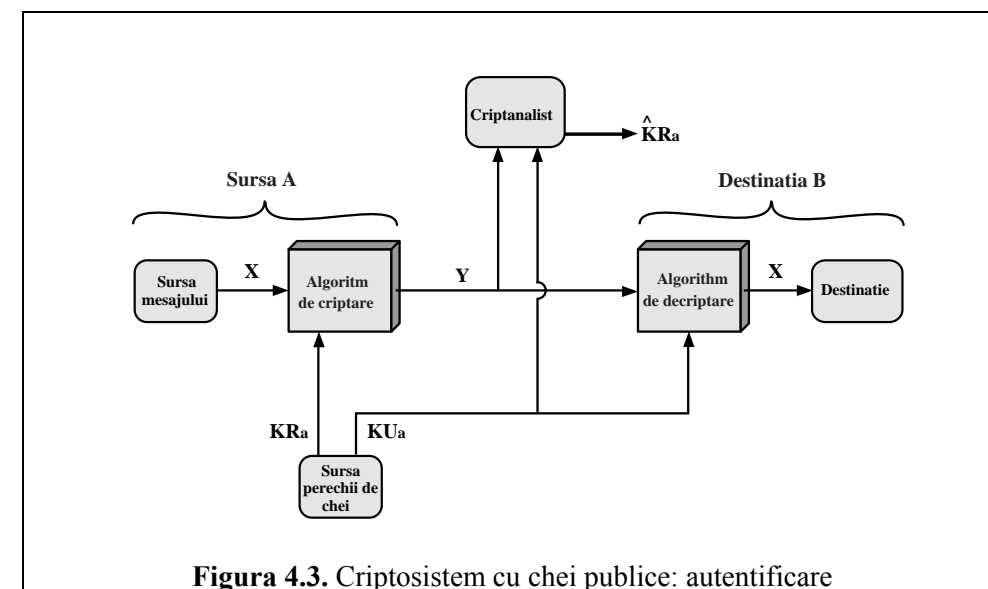 Criptanalist
^
KRa
Sursa A
Destinatia B
Sursa
mesajului
X
Algoritm
de criptare
Y
Algorithm
de decriptare
X
Destinatie
KRa
KUa
Sursa
perechii de
chei
Figura 4.3. Criptosistem cu chei publice: autentificare